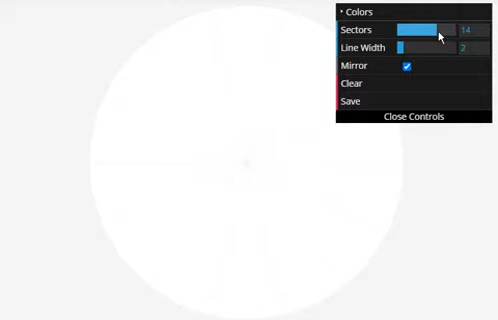 Colors
Sectors 14
Line Width 2
Mirror
Clear
Save
Close Controls